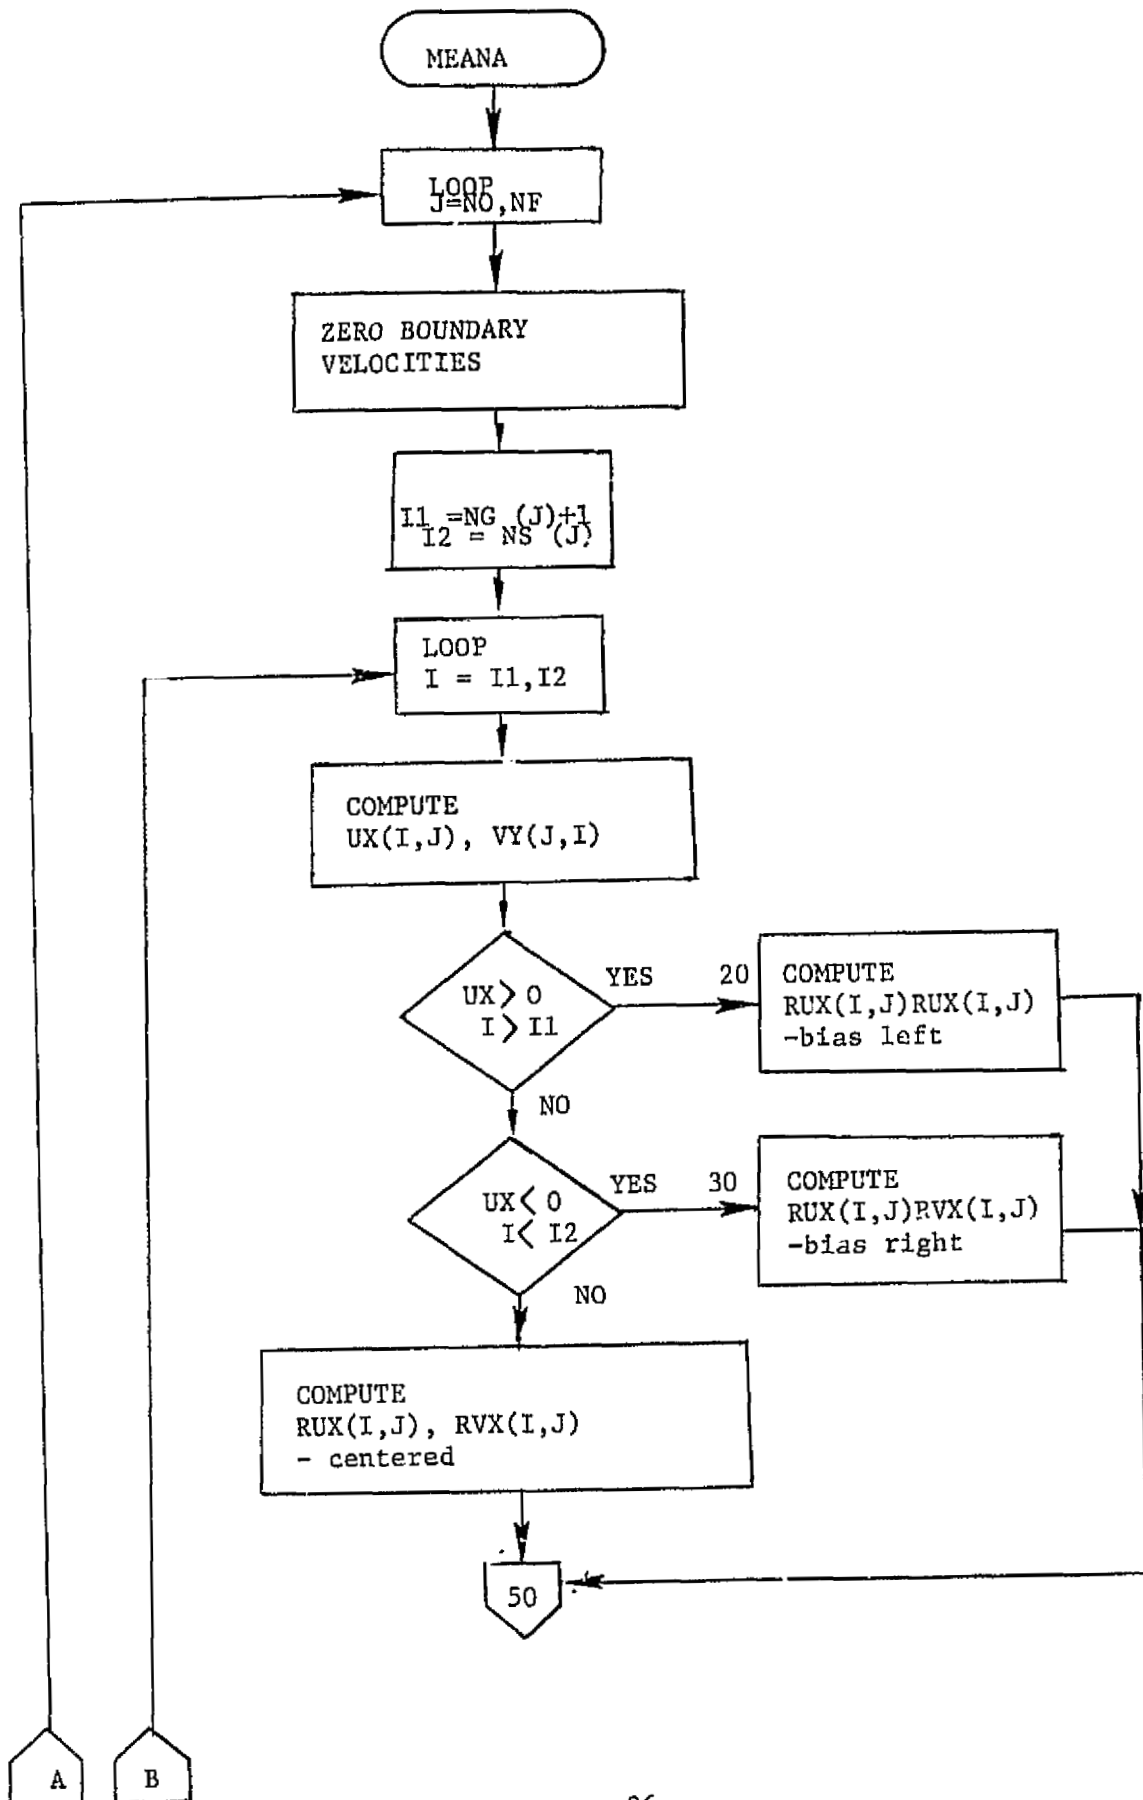 MEANA
LOOP
J=NO,NF
ZERO BOUNDARY
VELOCITIES
I1 =NG (J)+1
I2 = NS (J)
LOOP
I = I1,I2
COMPUTE
UX(I,J), VY(J,I)
UX > 0
I > I1
YES
20
COMPUTE
RUX(I,J)RUX(I,J)
-bias left
NO
UX < 0
I < I2
YES
30
COMPUTE
RUX(I,J)RVX(I,J)
-bias right
NO
COMPUTE
RUX(I,J), RVX(I,J)
- centered
50
A
B